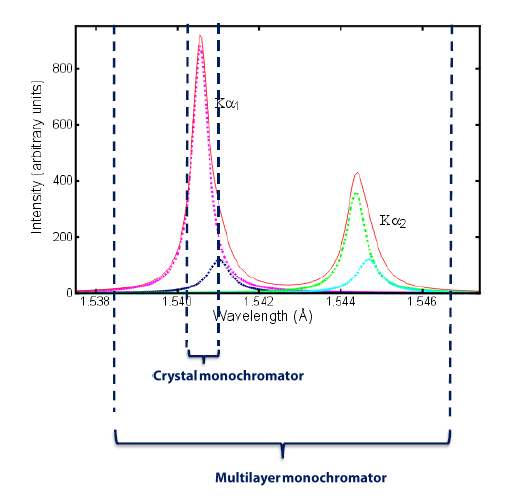 800
600
400
200
0
Intensity (arbitrary units)
Kα1
Kα2
1.538
1.540
1.542
1.544
1.546
Wavelength (Å)
Crystal monochromator
Multilayer monochromator